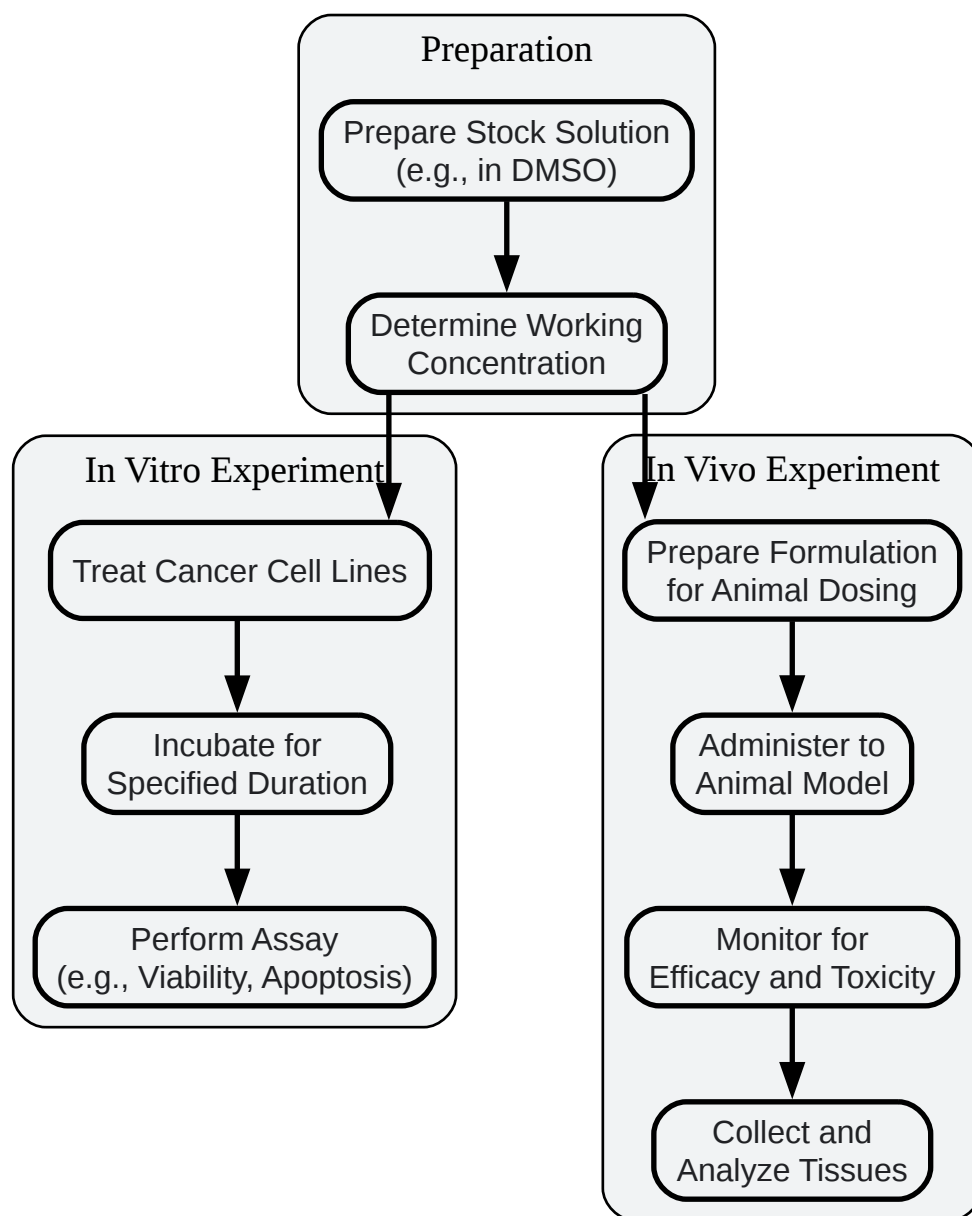 Preparation
Prepare Stock Solution
(e.g., in DMSO)
Determine Working
Concentration
In Vitro Experiment
Treat Cancer Cell Lines
Incubate for
Specified Duration
Perform Assay
(e.g., Viability, Apoptosis)
In Vivo Experiment
Prepare Formulation
for Animal Dosing
Administer to
Animal Model
Monitor for
Efficacy and Toxicity
Collect and
Analyze Tissues